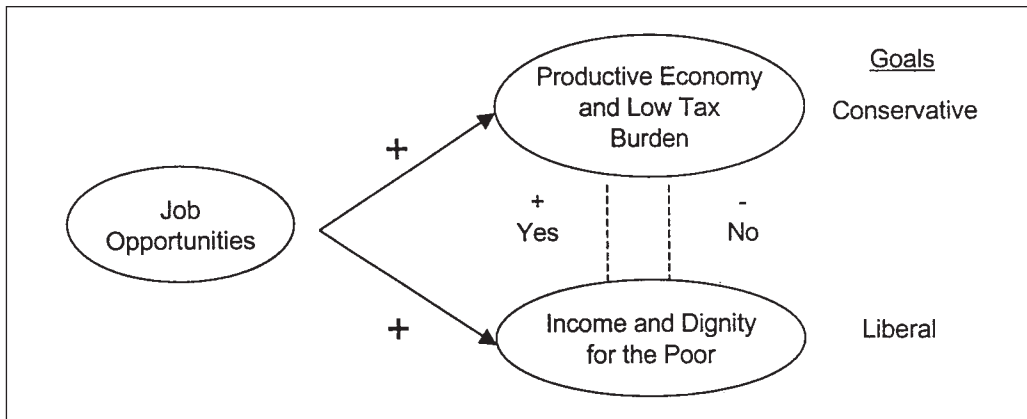 Goals
Productive Economy
and Low Tax
Burden
Conservative
+
Job
Opportunities
+
Yes
-
No
+
Income and Dignity
for the Poor
Liberal